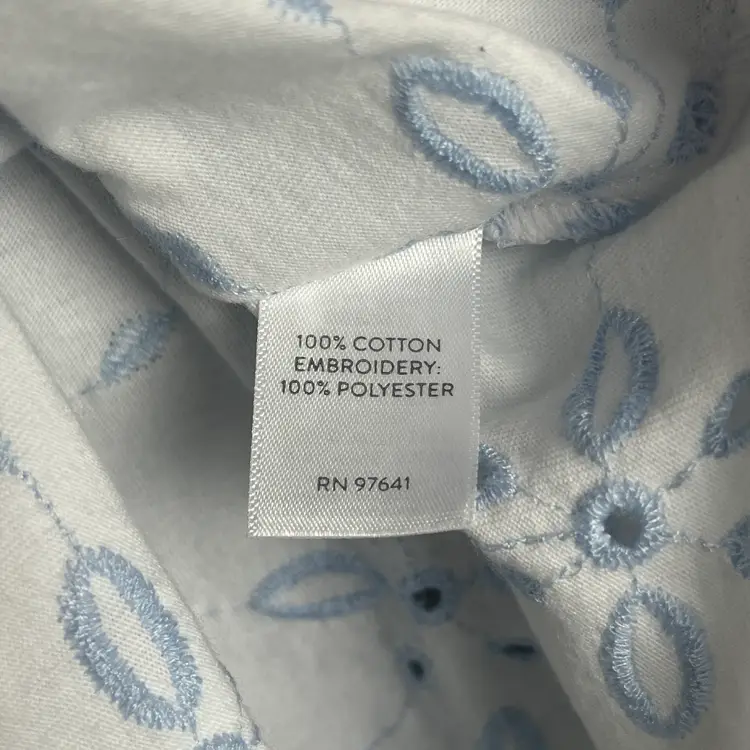 100% COTTON
EMBROIDERY:
100% POLYESTER
RN 97641